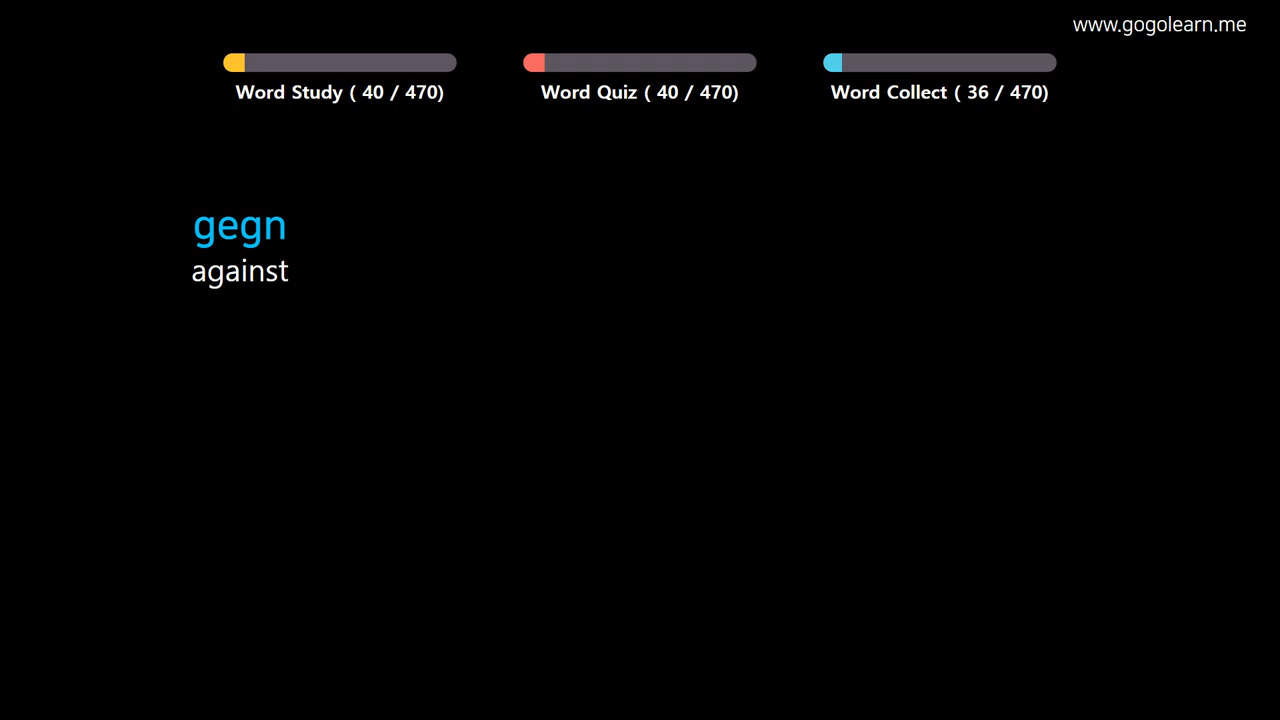 www.gogolearn.me
Word Study ( 40 / 470)
Word Quiz ( 40 / 470)
Word Collect ( 36 / 470)
gegn
against